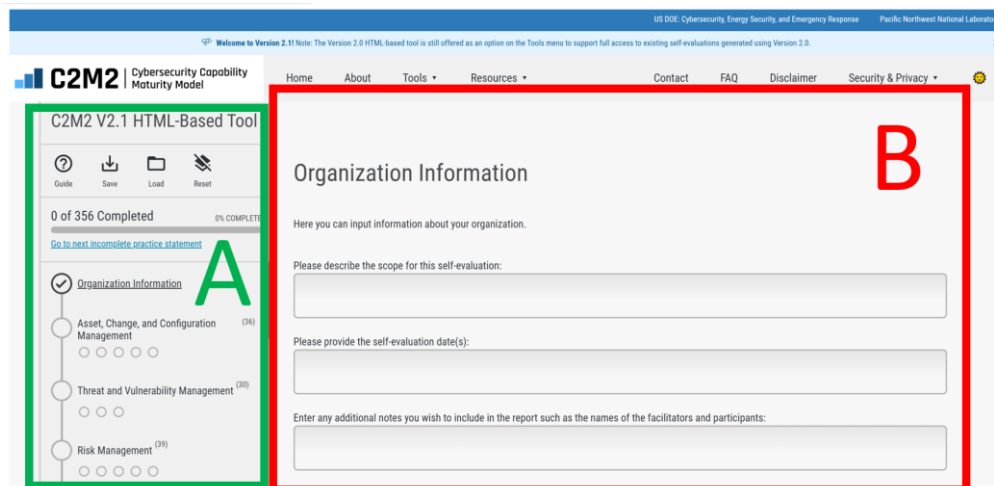 US DOE: Cybersecurity, Energy Security, and Emergency Response Pacific Northwest National
Welcome to Version 2.1! Note: The Version 2.0 HTML-based tool is still offered as an option on the Tools menu to support full access to existing self-evaluations generated using Version 2.0.
C2M2 Cybersecurity Capability
Maturity Model
Home About Tools Resources Contact FAQ Disclaimer Security & Privacy
C2M2 V2.1 HTML-Based Tool
Guide Save Load Reset
0 of 356 Completed 0% COMPLETE
Go to next incomplete practice statement
A
Organization Information
Asset, Change, and Configuration (36)
Management
Threat and Vulnerability Management (30)
Risk Management (39)
B
Organization Information
Here you can input information about your organization.
Please describe the scope for this self-evaluation:
Please provide the self-evaluation date(s):
Enter any additional notes you wish to include in the report such as the names of the facilitators and participants: